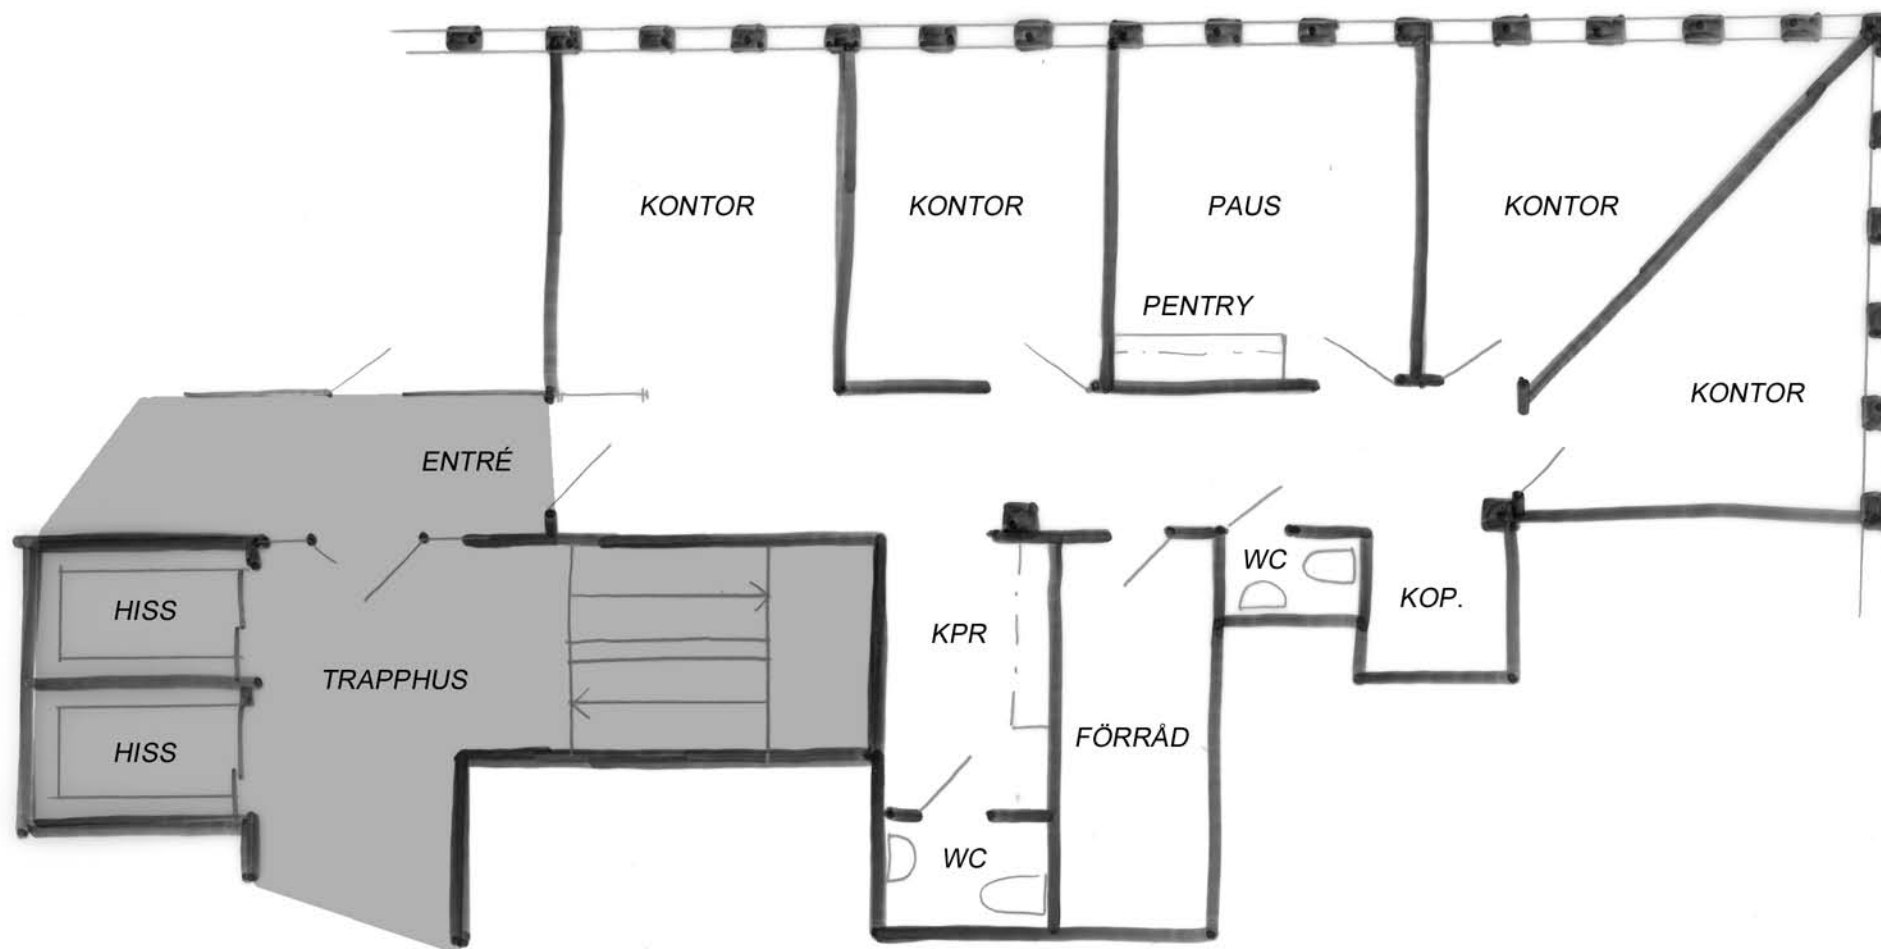 KONTOR
KONTOR
PAUS
KONTOR
PENTRY
KONTOR
ENTRÉ
WC
HISS
KOP.
KPR
TRAPPHUS
FÖRRÅD
HISS
WC